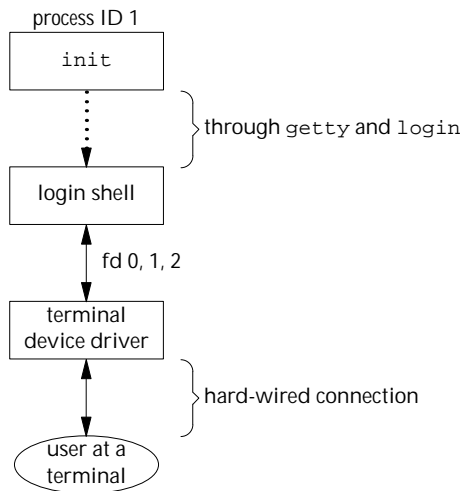 process ID 1
init
through getty and login
login shell
fd 0, 1, 2
terminal
device driver
hard-wired connection
user at a
terminal